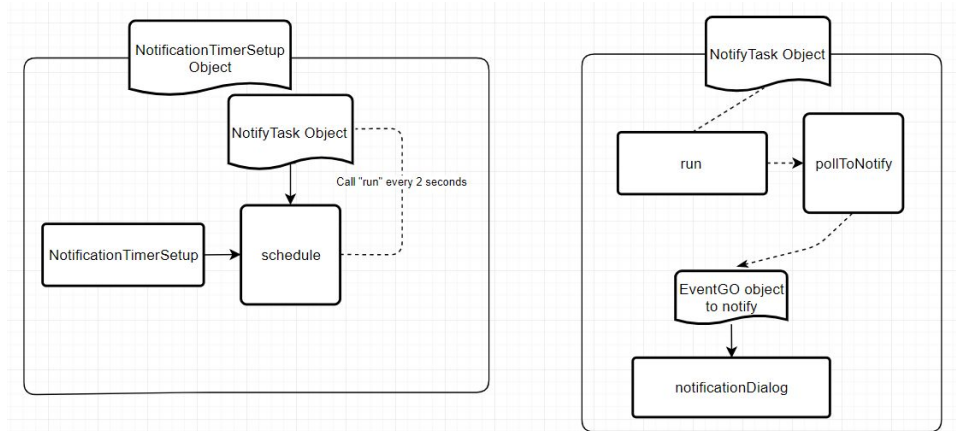 NotificationTimerSetup
Object
NotifyTask Object
Call "run" every 2 seconds
NotificationTimerSetup
schedule
NotifyTask Object
run
pollToNotify
EventGO object
to notify
notificationDialog